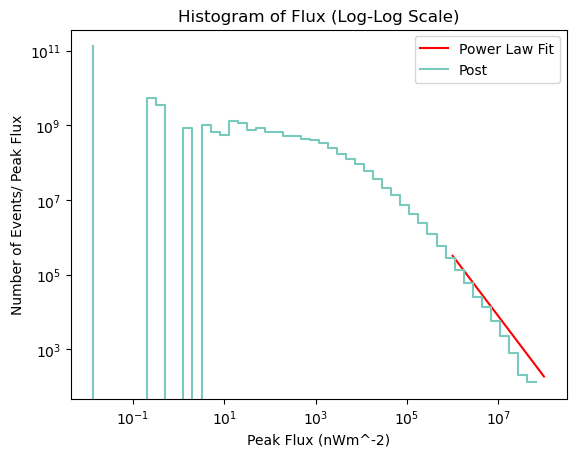 Histogram of Flux (Log-Log Scale)
Power Law Fit
Post
Number of Events/ Peak Flux
10^11
10^9
10^7
10^5
10^3
10^-1
10^1
10^3
10^5
10^7
Peak Flux (nWm^-2)